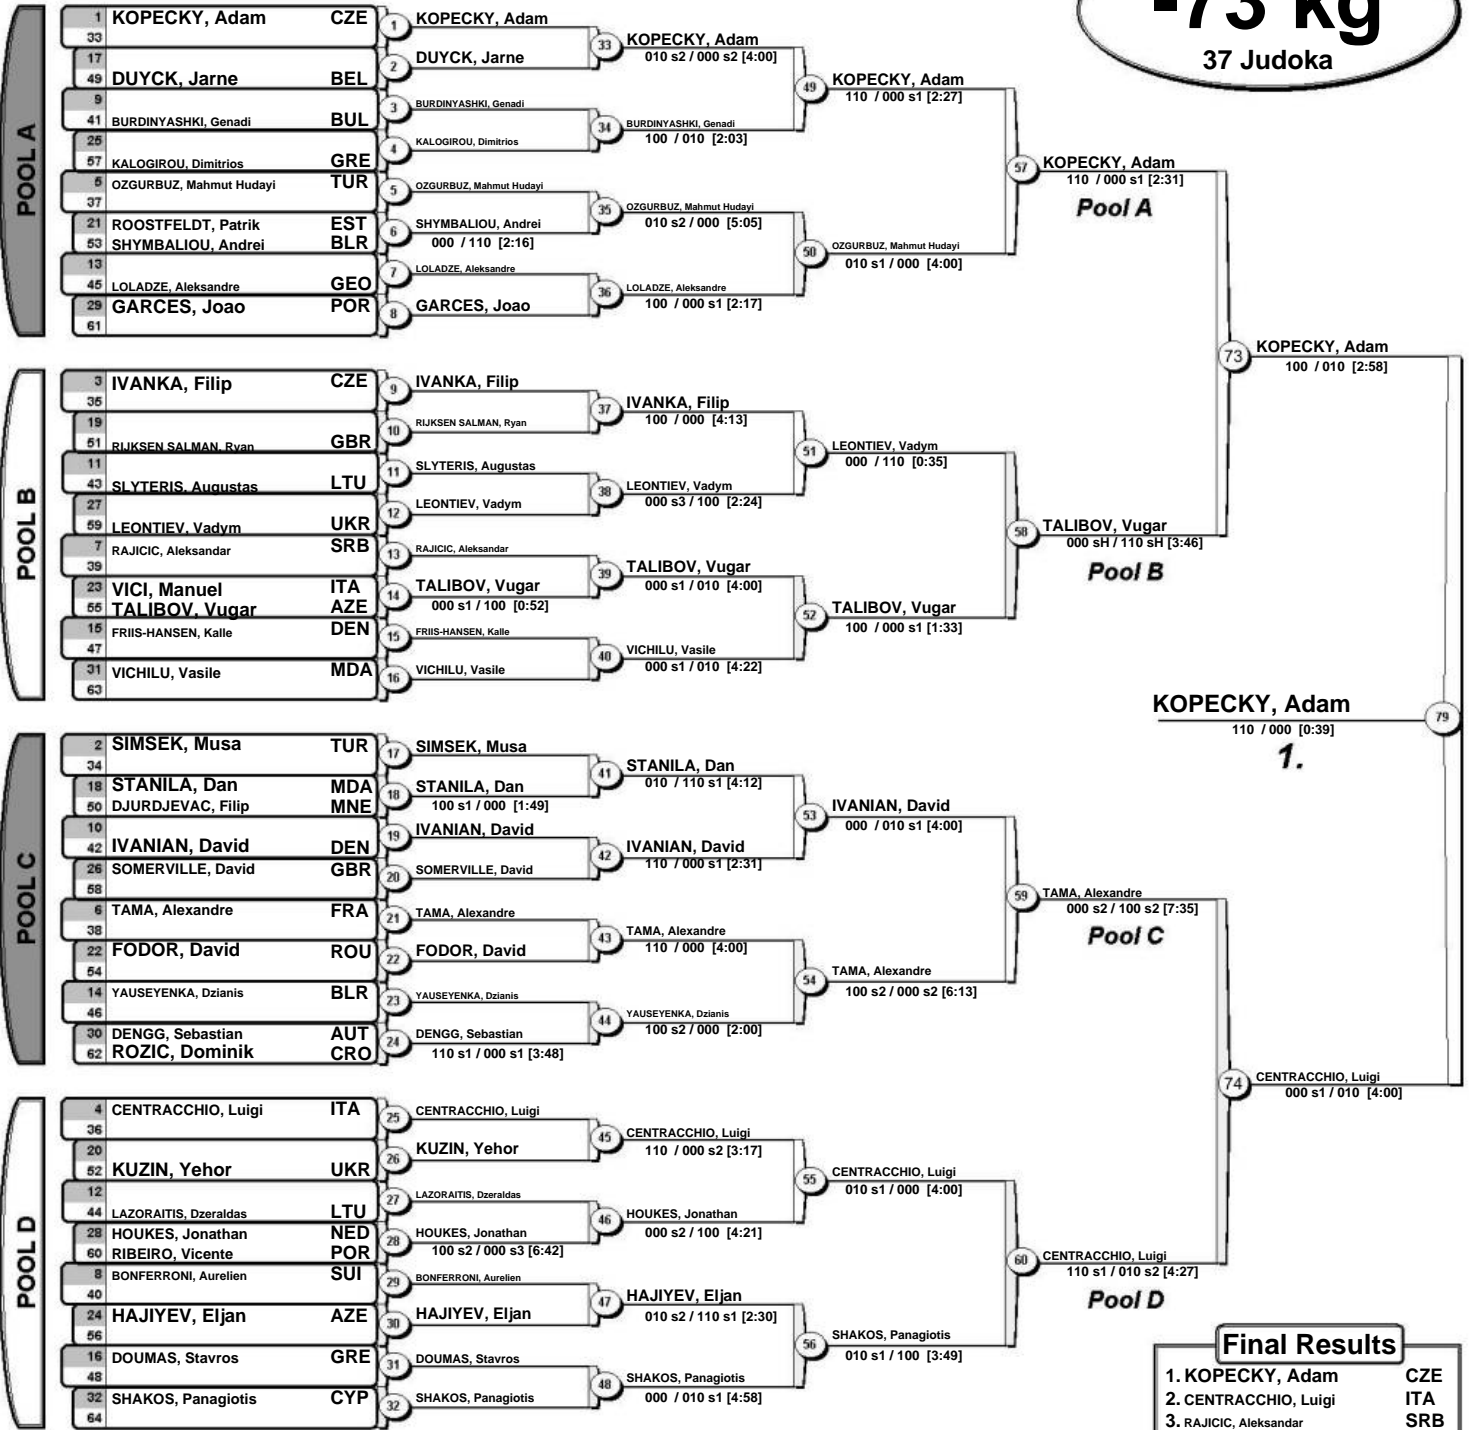 -73 kg
37 Judoka
POOL A
1 KOPECKY, Adam CZE
33
17
49 DUYCK, Jarne BEL
9
41 BURDINYASHKI, Genadi BUL
25
57 KALOGIROU, Dimitrios GRE
5 OZGURBUZ, Mahmut Hudayi TUR
37
21 ROOSTFELDT, Patrik EST
53 SHYMBALIOU, Andrei BLR
13
45 LOLADZE, Aleksandre GEO
29 GARCES, Joao POR
61
1 KOPECKY, Adam
2 DUYCK, Jarne
3 BURDINYASHKI, Genadi
4 KALOGIROU, Dimitrios
5 OZGURBUZ, Mahmut Hudayi
6 SHYMBALIOU, Andrei
000 / 110 [2:16]
7 LOLADZE, Aleksandre
8 GARCES, Joao
33 KOPECKY, Adam
010 s2 / 000 s2 [4:00]
34 BURDINYASHKI, Genadi
100 / 010 [2:03]
35 OZGURBUZ, Mahmut Hudayi
010 s2 / 000 [5:05]
36 LOLADZE, Aleksandre
100 / 000 s1 [2:17]
49 KOPECKY, Adam
110 / 000 s1 [2:27]
50 OZGURBUZ, Mahmut Hudayi
010 s1 / 000 [4:00]
57 KOPECKY, Adam
110 / 000 s1 [2:31]
Pool A
POOL B
3 IVANKA, Filip CZE
35
19
51 RIJKSEN SALMAN, Ryan GBR
11
43 SLYTERIS, Augustas LTU
27
59 LEONTIEV, Vadym UKR
7 RAJICIC, Aleksandar SRB
39
23 VICI, Manuel ITA
55 TALIBOV, Vugar AZE
15 FRIIS-HANSEN, Kalle DEN
47
31 VICHILU, Vasile MDA
63
9 IVANKA, Filip
10 RIJKSEN SALMAN, Ryan
11 SLYTERIS, Augustas
12 LEONTIEV, Vadym
13 RAJICIC, Aleksandar
14 TALIBOV, Vugar
000 s1 / 100 [0:52]
15 FRIIS-HANSEN, Kalle
16 VICHILU, Vasile
37 IVANKA, Filip
100 / 000 [4:13]
38 LEONTIEV, Vadym
000 s3 / 100 [2:24]
39 TALIBOV, Vugar
000 s1 / 010 [4:00]
40 VICHILU, Vasile
000 s1 / 010 [4:22]
51 LEONTIEV, Vadym
000 / 110 [0:35]
52 TALIBOV, Vugar
100 / 000 s1 [1:33]
58 TALIBOV, Vugar
000 sH / 110 sH [3:46]
Pool B
73 KOPECKY, Adam
100 / 010 [2:58]
POOL C
2 SIMSEK, Musa TUR
34
18 STANILA, Dan MDA
50 DJURDJEVAC, Filip MNE
10
42 IVANIAN, David DEN
26 SOMERVILLE, David GBR
58
6 TAMA, Alexandre FRA
38
22 FODOR, David ROU
54
14 YAUSEYENKA, Dzianis BLR
46
30 DENGG, Sebastian AUT
62 ROZIC, Dominik CRO
17 SIMSEK, Musa
18 STANILA, Dan
100 s1 / 000 [1:49]
19 IVANIAN, David
20 SOMERVILLE, David
21 TAMA, Alexandre
22 FODOR, David
23 YAUSEYENKA, Dzianis
24 DENGG, Sebastian
110 s1 / 000 s1 [3:48]
41 STANILA, Dan
010 / 110 s1 [4:12]
42 IVANIAN, David
110 / 000 s1 [2:31]
43 TAMA, Alexandre
110 / 000 [4:00]
44 YAUSEYENKA, Dzianis
100 s2 / 000 [2:00]
53 IVANIAN, David
000 / 010 s1 [4:00]
54 TAMA, Alexandre
100 s2 / 000 s2 [6:13]
59 TAMA, Alexandre
000 s2 / 100 s2 [7:35]
Pool C
POOL D
4 CENTRACCHIO, Luigi ITA
36
20
52 KUZIN, Yehor UKR
12
44 LAZORAITIS, Dzeraldas LTU
28 HOUKES, Jonathan NED
60 RIBEIRO, Vicente POR
8 BONFERRONI, Aurelien SUI
40
24 HAJIYEV, Eljan AZE
56
16 DOUMAS, Stavros GRE
48
32 SHAKOS, Panagiotis CYP
64
25 CENTRACCHIO, Luigi
26 KUZIN, Yehor
27 LAZORAITIS, Dzeraldas
28 HOUKES, Jonathan
100 s2 / 000 s3 [6:42]
29 BONFERRONI, Aurelien
30 HAJIYEV, Eljan
31 DOUMAS, Stavros
32 SHAKOS, Panagiotis
45 CENTRACCHIO, Luigi
110 / 000 s2 [3:17]
46 HOUKES, Jonathan
000 s2 / 100 [4:21]
47 HAJIYEV, Eljan
010 s2 / 110 s1 [2:30]
48 SHAKOS, Panagiotis
000 / 010 s1 [4:58]
55 CENTRACCHIO, Luigi
010 s1 / 000 [4:00]
56 SHAKOS, Panagiotis
010 s1 / 100 [3:49]
60 CENTRACCHIO, Luigi
110 s1 / 010 s2 [4:27]
Pool D
74 CENTRACCHIO, Luigi
000 s1 / 010 [4:00]
KOPECKY, Adam 79
110 / 000 [0:39]
1.
Final Results
1. KOPECKY, Adam CZE
2. CENTRACCHIO, Luigi ITA
3. RAJICIC, Aleksandar SRB